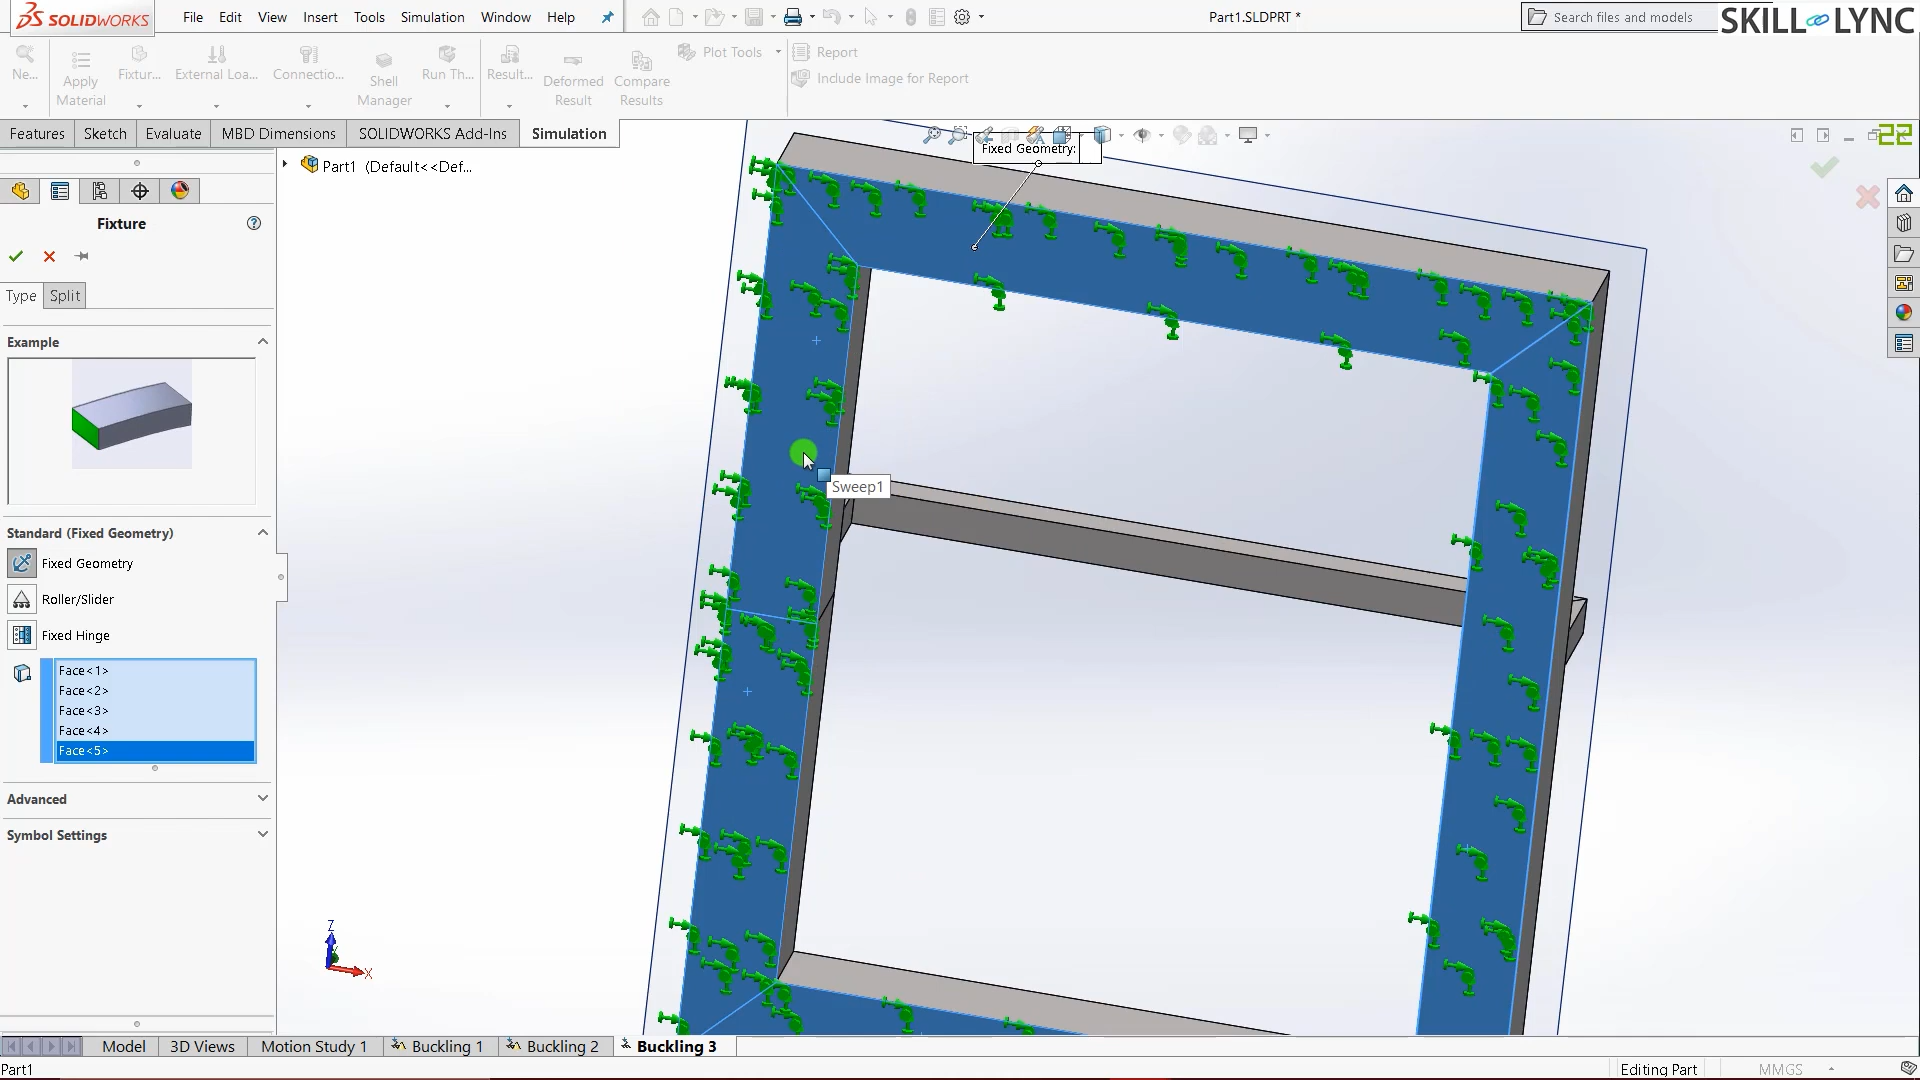 SOLIDWORKS
File Edit View Insert Tools Simulation Window Help
Part1.SLDPRT *
Search files and models
SKILL LYNC
Ne...
Apply Material
Fixtur...
External Loa...
Connectio...
Shell Manager
Run Th...
Result...
Deformed Result
Compare Results
Plot Tools
Report
Include Image for Report
Features Sketch Evaluate MBD Dimensions SOLIDWORKS Add-Ins Simulation
22
Part1 (Default<<Def...
Fixed Geometry:
Fixture
Type Split
Example
Sweep1
Standard (Fixed Geometry)
Fixed Geometry
Roller/Slider
Fixed Hinge
Face<1>
Face<2>
Face<3>
Face<4>
Face<5>
Advanced
Symbol Settings
Z
X
Model 3D Views Motion Study 1 Buckling 1 Buckling 2 Buckling 3
Part1
Editing Part
MMGS